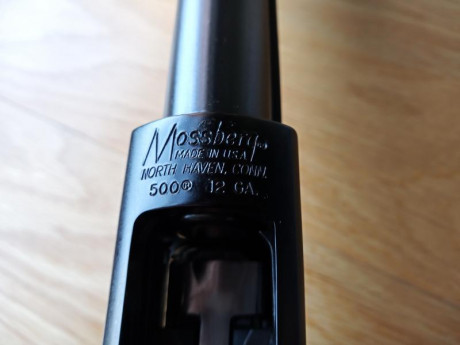 Mossberg®
MADE IN U.S.A.
NORTH HAVEN, CONN.
500® 12 GA.